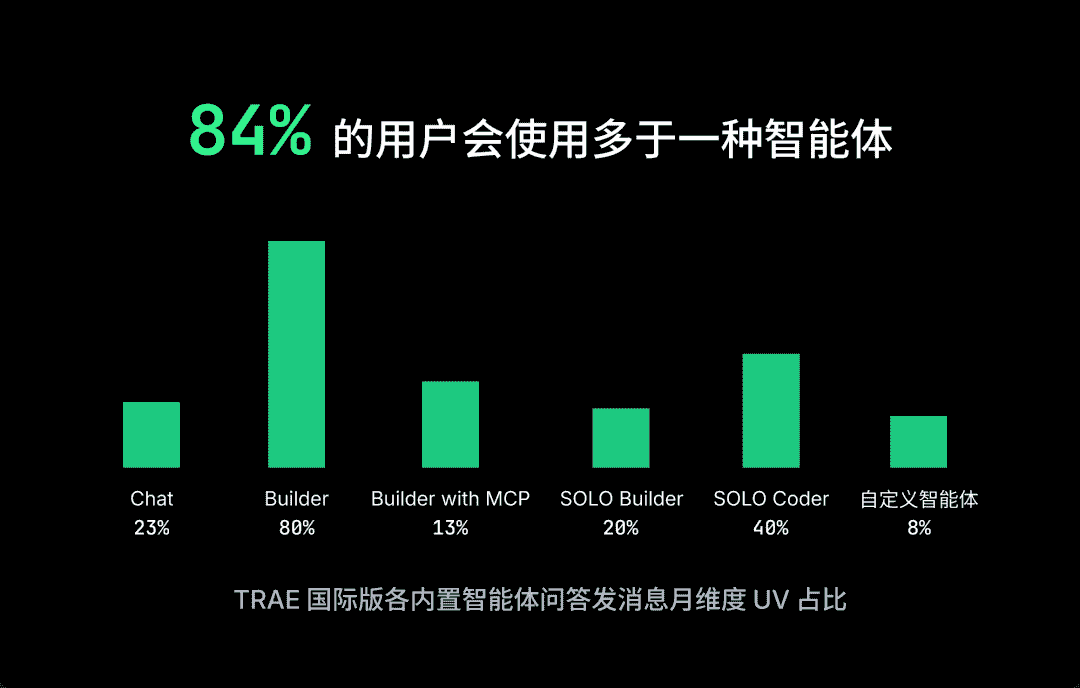 84% 的用户会使用多于一种智能体
Chat
23%
Builder
80%
Builder with MCP
13%
SOLO Builder
20%
SOLO Coder
40%
自定义智能体
8%
TRAE 国际版各内置智能体问答发消息月维度 UV 占比